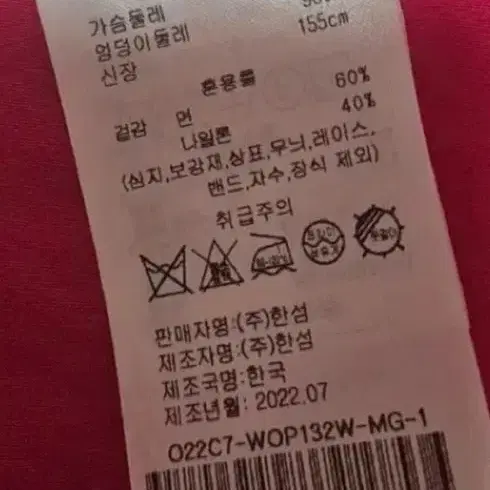 가슴둘레
엉덩이둘레
신장 155cm
혼용률
겉감 면 60%
나일론 40%
(심지,보강재,상표,무늬,레이스,
밴드,자수,장식 제외)
취급주의
판매자명:(주)한섬
제조자명:(주)한섬
제조국명:한국
제조년월: 2022.07
O22C7-WOP132W-MG-1